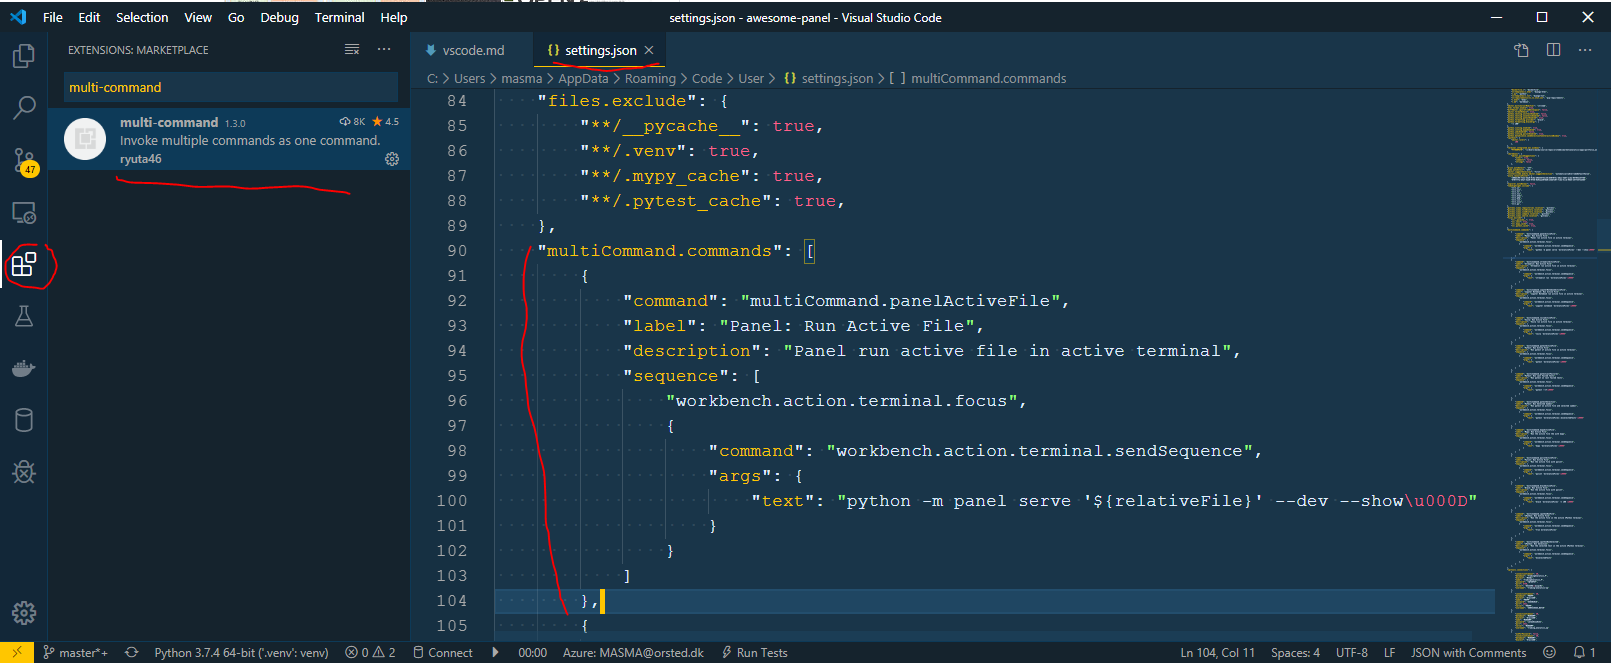 File Edit Selection View Go Debug Terminal Help
settings.json - awesome-panel - Visual Studio Code
EXTENSIONS: MARKETPLACE
multi-command
multi-command 1.3.0 8K 4.5
Invoke multiple commands as one command.
ryuta46
47
vscode.md
{} settings.json
C: > Users > masma > AppData > Roaming > Code > User > {} settings.json > [ ] multiCommand.commands
84 "files.exclude": {
85 "**/__pycache__": true,
86 "**/.venv": true,
87 "**/.mypy_cache": true,
88 "**/.pytest_cache": true,
89 },
90 "multiCommand.commands": [
91 {
92 "command": "multiCommand.panelActiveFile",
93 "label": "Panel: Run Active File",
94 "description": "Panel run active file in active terminal",
95 "sequence": [
96 "workbench.action.terminal.focus",
97 {
98 "command": "workbench.action.terminal.sendSequence",
99 "args": {
100 "text": "python -m panel serve '${relativeFile}' --dev --show\u000D"
101 }
102 }
103 ]
104 },
105 {
master*+ Python 3.7.4 64-bit ('.venv': venv) 0 2 Connect 00:00 Azure: MASMA@orsted.dk Run Tests Ln 104, Col 11 Spaces: 4 UTF-8 LF JSON with Comments 1